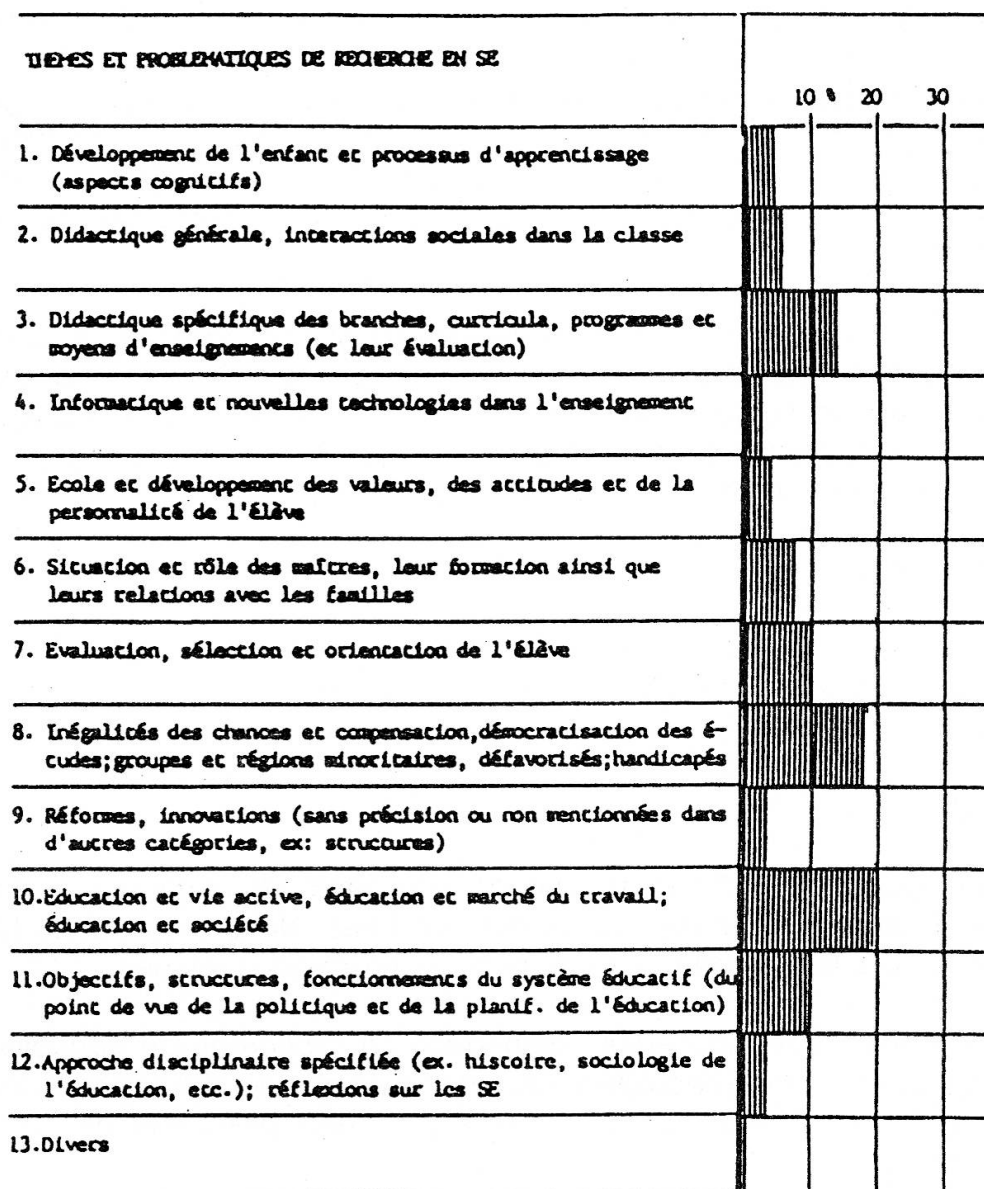 THEMES ET PROBLEMATIQUES DE RECHERCHE EN SE
10 % 20 30
1. Développement de l'enfant et processus d'apprentissage
(aspects cognitifs)
2. Didactique générale, interactions sociales dans la classe
3. Didactique spécifique des branches, curricula, programmes et
moyens d'enseignements (et leur évaluation)
4. Informatique et nouvelles technologies dans l'enseignement
5. Ecole et développement des valeurs, des attitudes et de la
personnalité de l'élève
6. Situation et rôle des maîtres, leur formation ainsi que
leurs relations avec les familles
7. Evaluation, sélection et orientation de l'élève
8. Inégalités des chances et compensation,démocratisation des é-
tudes;groupes et régions minoritaires, défavorisés;handicapés
9. Réformes, innovations (sans précision ou non mentionnées dans
d'autres catégories, ex: structures)
10.Education et vie active, éducation et marché du travail;
éducation et société
11.Objectifs, structures, fonctionnements du système éducatif (du
point de vue de la politique et de la planif. de l'éducation)
12.Approche disciplinaire spécifiée (ex. histoire, sociologie de
l'éducation, etc.); réflexions sur les SE
13.Divers